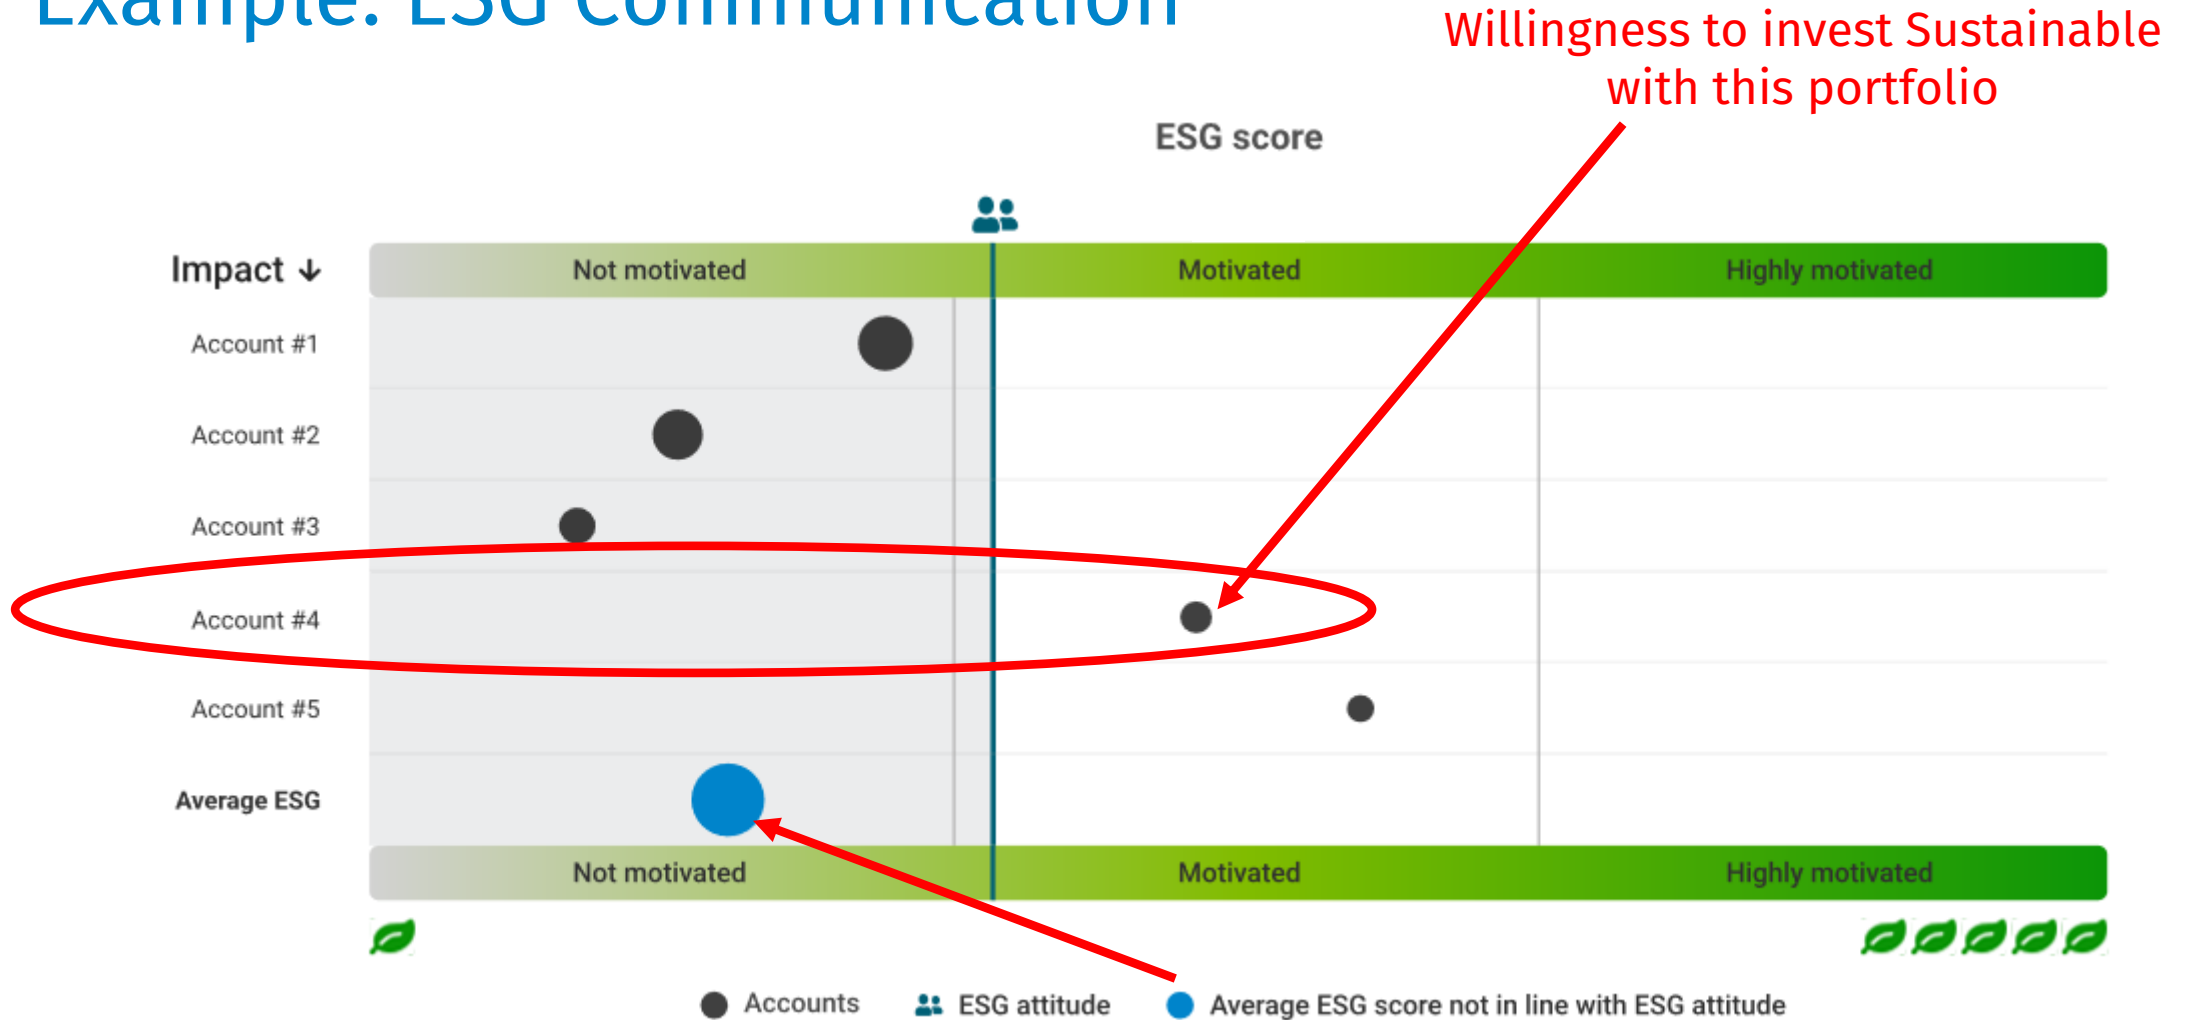 Example: ESG Communication
Willingness to invest Sustainable
with this portfolio
ESG score
Impact ↓
Not motivated
Motivated
Highly motivated
Account #1
Account #2
Account #3
Account #4
Account #5
Average ESG
Not motivated
Motivated
Highly motivated
Accounts
ESG attitude
Average ESG score not in line with ESG attitude